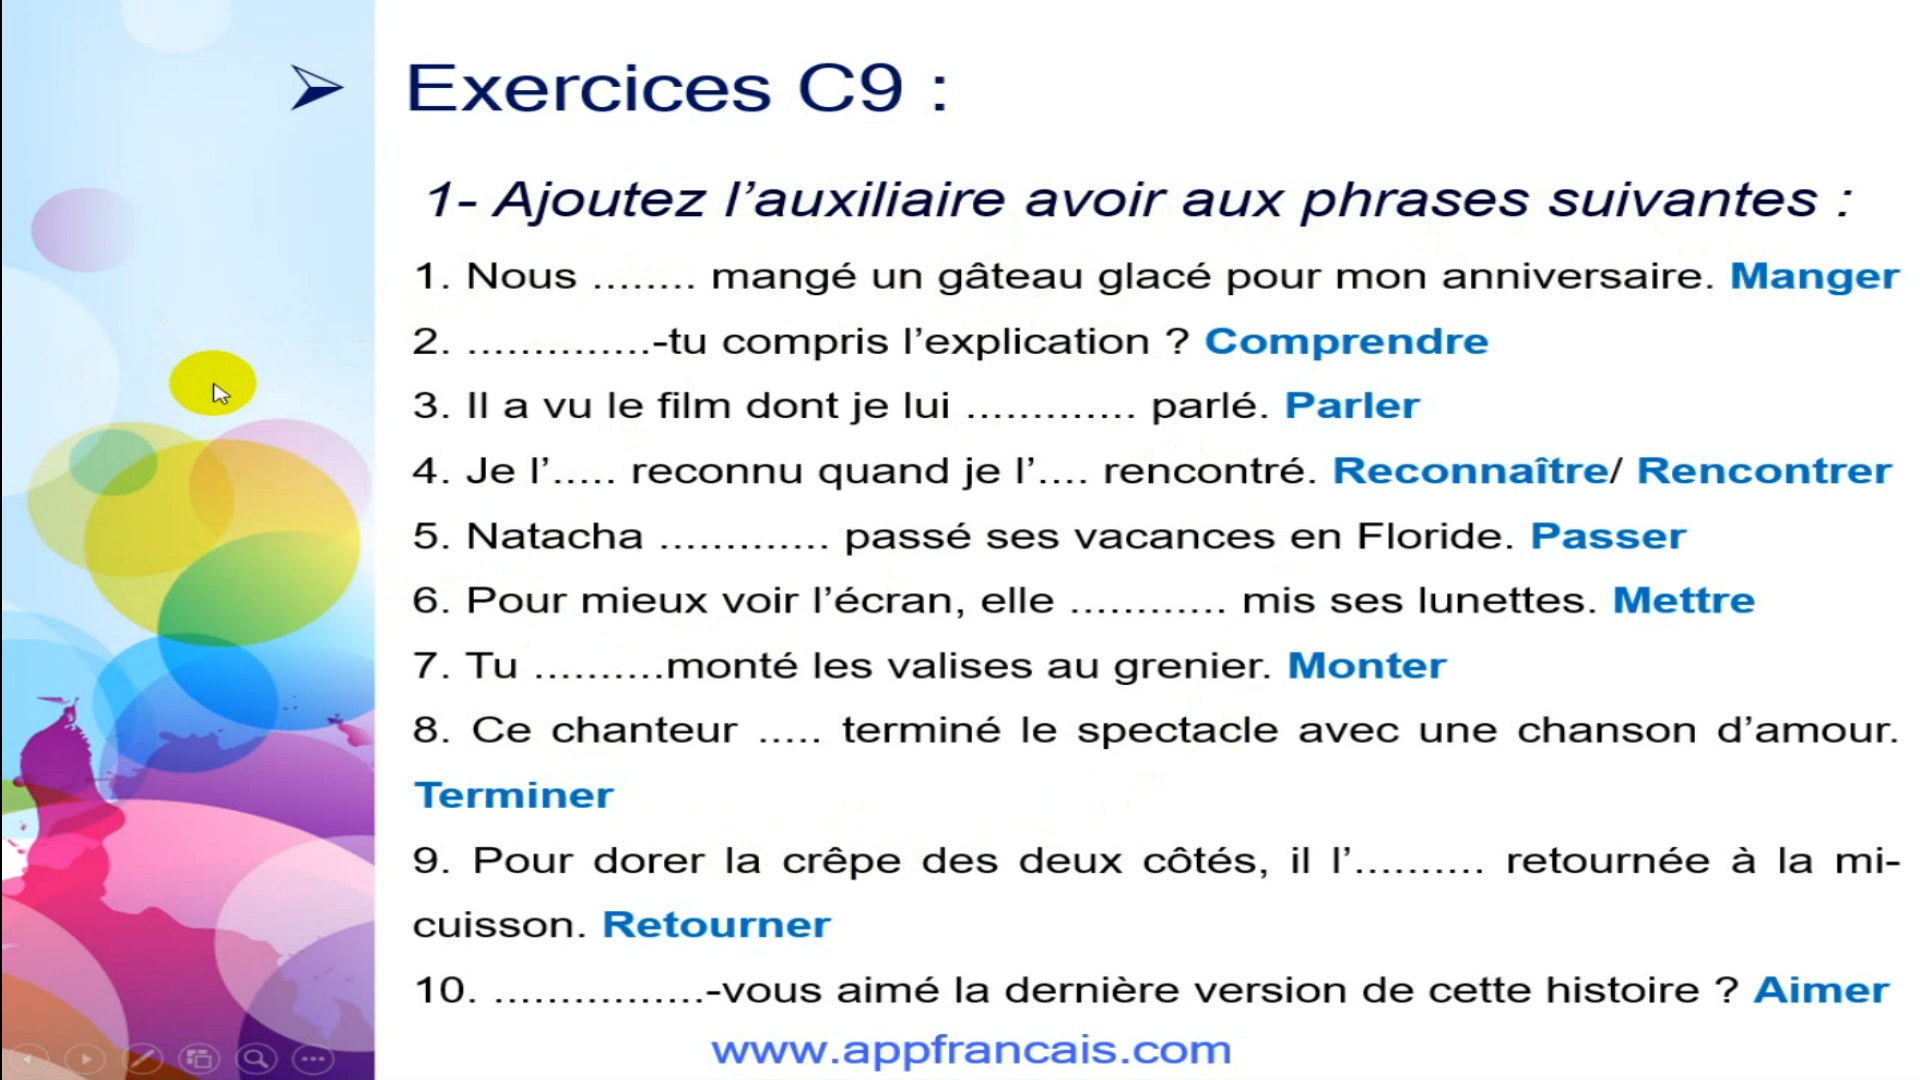 ➢ Exercices C9 :
1- Ajoutez l’auxiliaire avoir aux phrases suivantes :
1. Nous ........ mangé un gâteau glacé pour mon anniversaire. Manger
2. ..............-tu compris l’explication ? Comprendre
3. Il a vu le film dont je lui ............. parlé. Parler
4. Je l’..... reconnu quand je l’.... rencontré. Reconnaître/ Rencontrer
5. Natacha ............. passé ses vacances en Floride. Passer
6. Pour mieux voir l’écran, elle ............ mis ses lunettes. Mettre
7. Tu ..........monté les valises au grenier. Monter
8. Ce chanteur ..... terminé le spectacle avec une chanson d’amour.
Terminer
9. Pour dorer la crêpe des deux côtés, il l’.......... retournée à la mi-
cuisson. Retourner
10. ................-vous aimé la dernière version de cette histoire ? Aimer
www.appfrancais.com